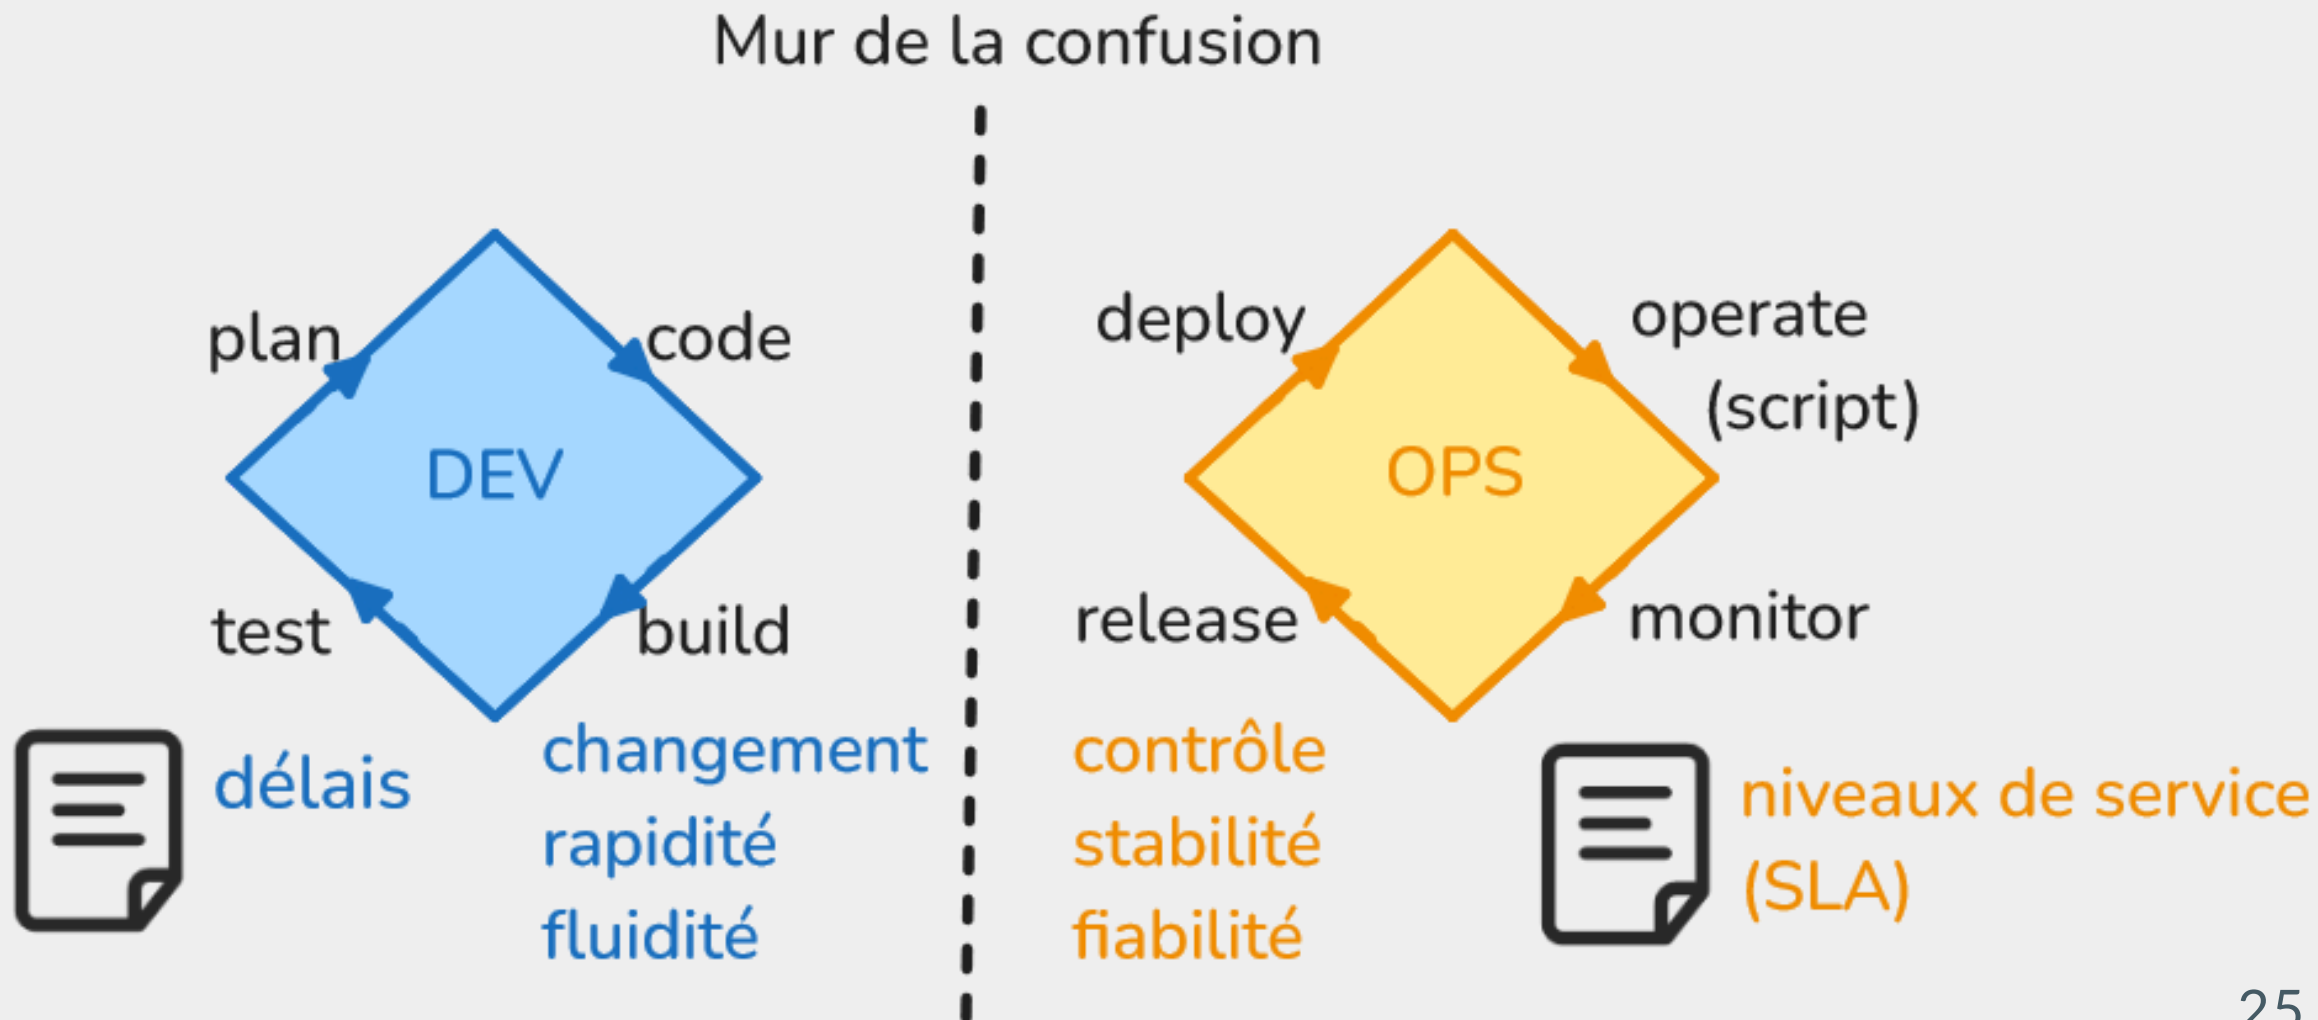 Mur de la confusion
plan
code
DEV
test
build
délais
changement
rapidité
fluidité
deploy
operate
(script)
OPS
release
monitor
contrôle
stabilité
fiabilité
niveaux de service
(SLA)
25